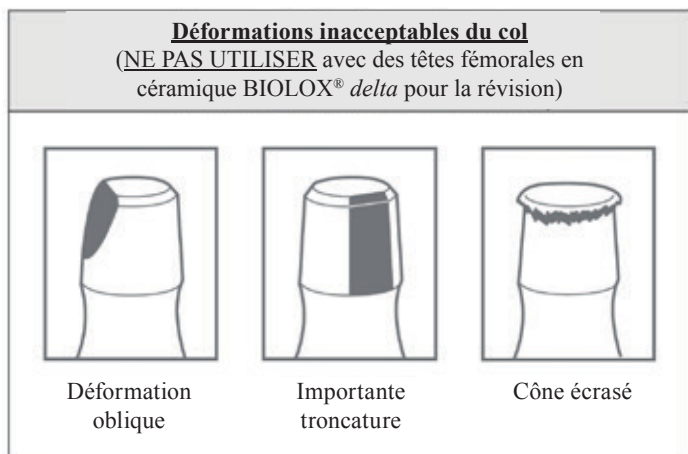 Déformations inacceptables du col
(NE PAS UTILISER avec des têtes fémorales en
céramique BIOLOX® delta pour la révision)
Déformation
oblique
Importante
troncature
Cône écrasé